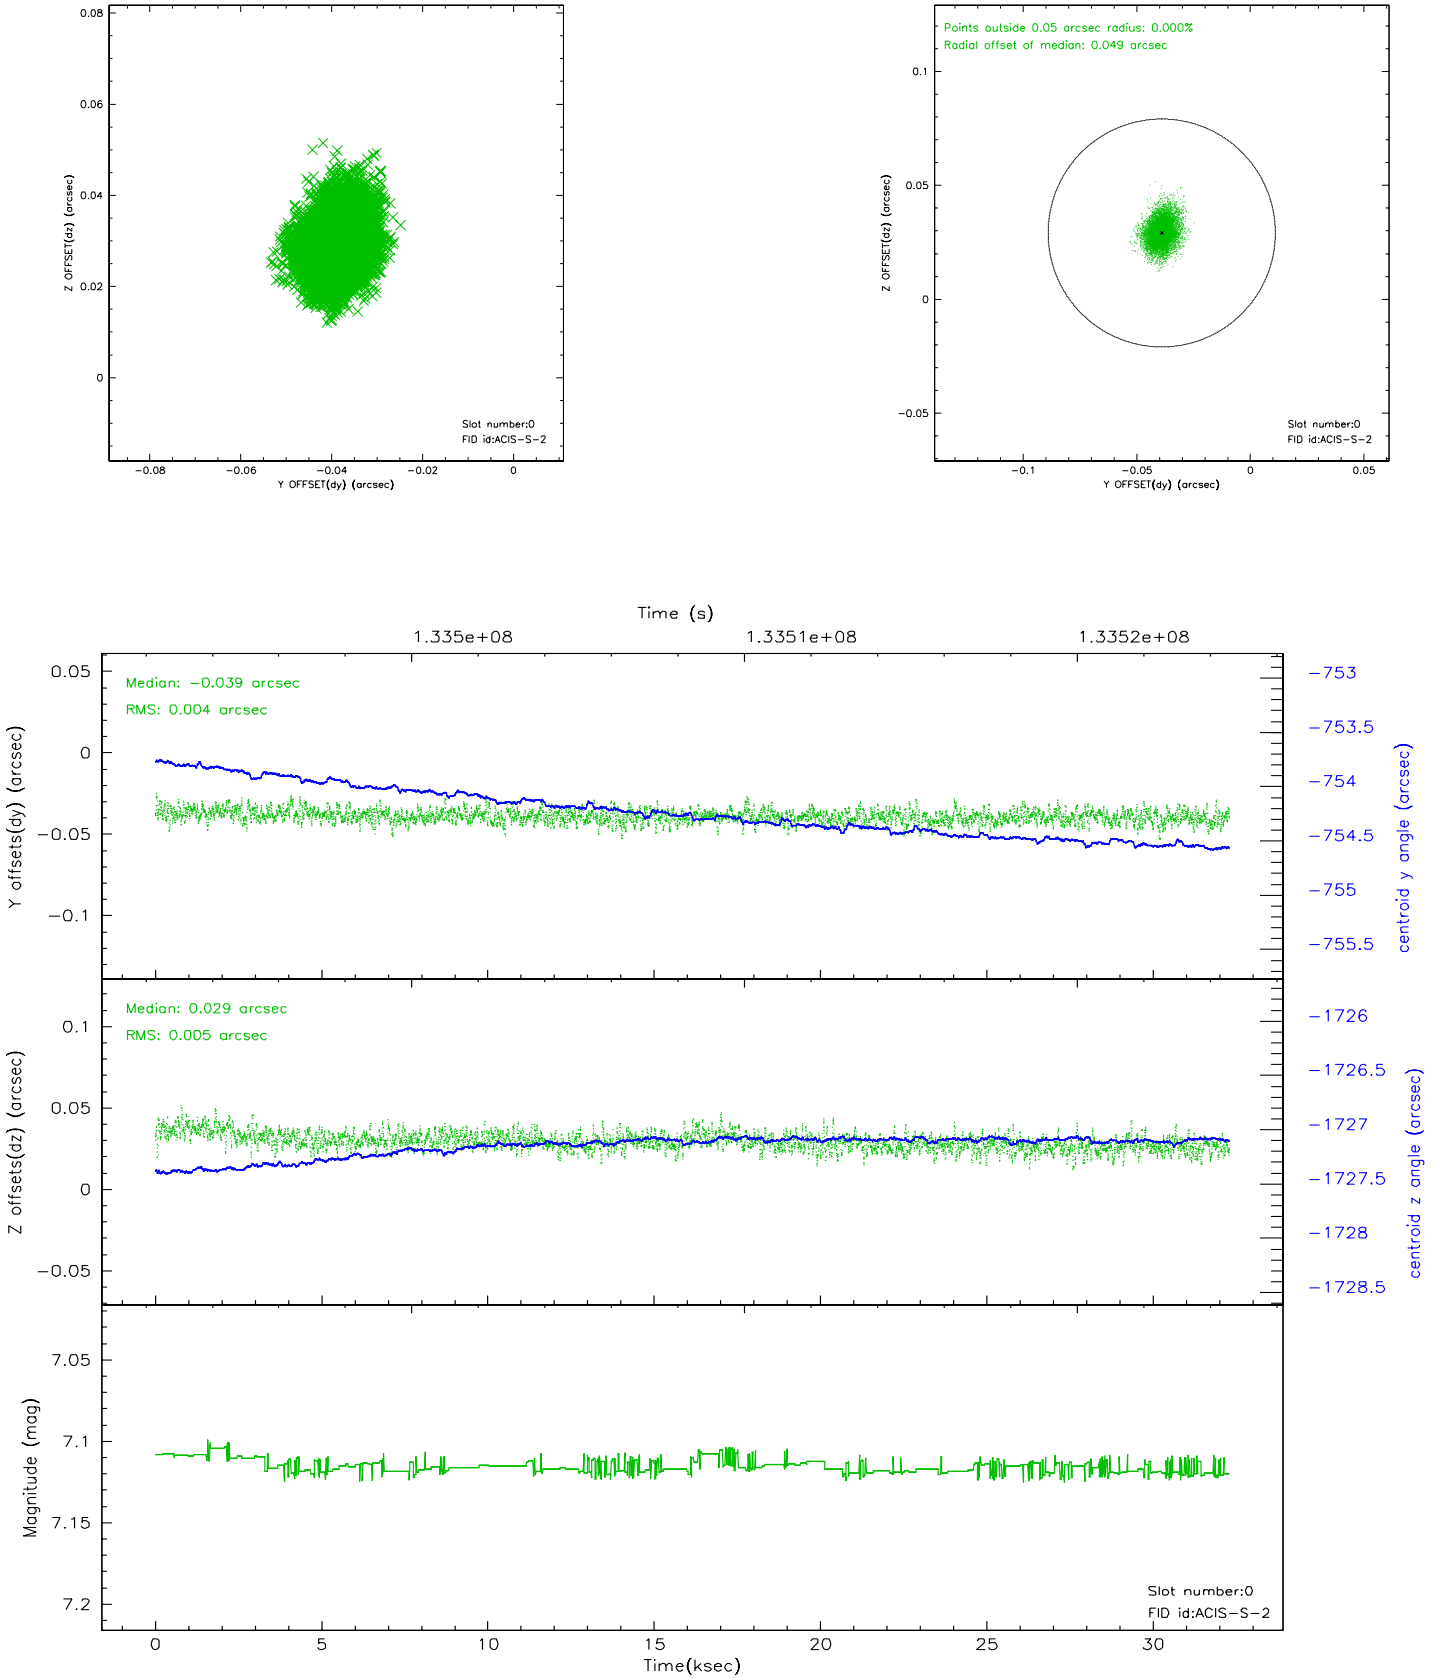 0.08
0.06
0.04
0.02
0
Z OFFSET(dz) (arcsec)
Slot number:0
FID id:ACIS-S-2
-0.08 -0.06 -0.04 -0.02 0
Y OFFSET(dy) (arcsec)
Points outside 0.05 arcsec radius: 0.000%
Radial offset of median: 0.049 arcsec
0.1
0.05
0
-0.05
Z OFFSET(dz) (arcsec)
Slot number:0
FID id:ACIS-S-2
-0.1 -0.05 0 0.05
Y OFFSET(dy) (arcsec)
Time (s)
1.335e+08 1.3351e+08 1.3352e+08
0.05
0
-0.05
-0.1
Y offsets(dy) (arcsec)
Median: -0.039 arcsec
RMS: 0.004 arcsec
-753
-753.5
-754
-754.5
-755
-755.5
centroid y angle (arcsec)
0.1
0.05
0
-0.05
Z offsets(dz) (arcsec)
Median: 0.029 arcsec
RMS: 0.005 arcsec
-1726
-1726.5
-1727
-1727.5
-1728
-1728.5
centroid z angle (arcsec)
7.05
7.1
7.15
7.2
Magnitude (mag)
Slot number:0
FID id:ACIS-S-2
0 5 10 15 20 25 30
Time(ksec)